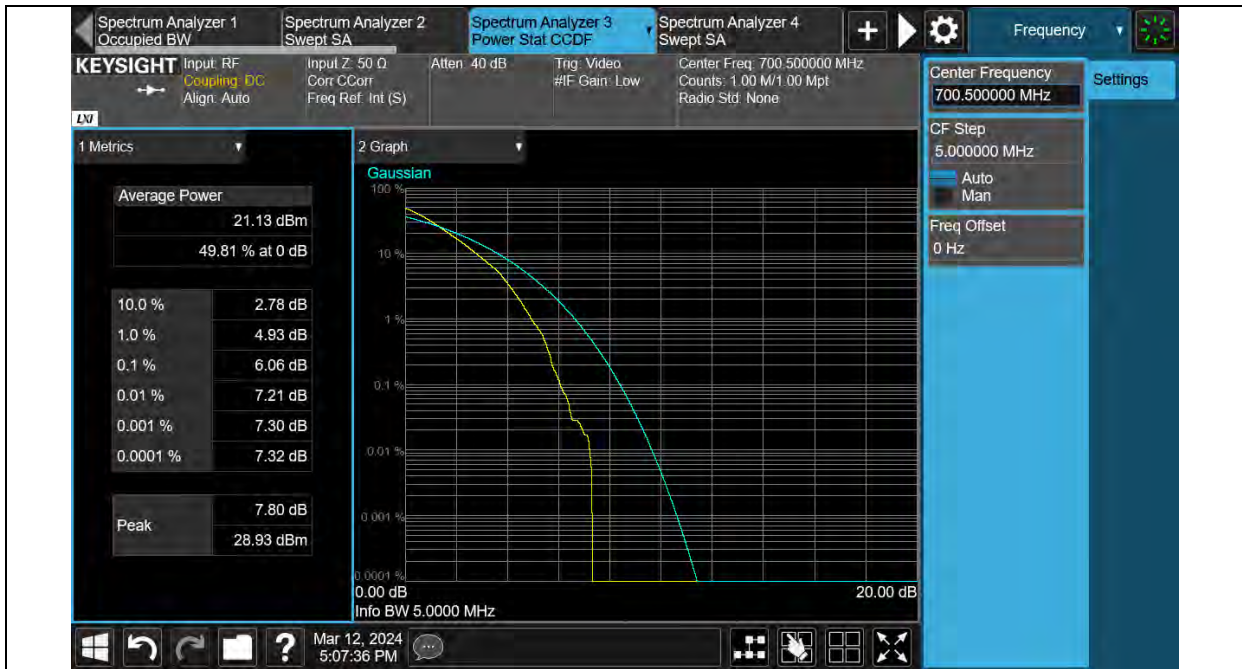 Spectrum Analyzer 1
Occupied BW
Spectrum Analyzer 2
Swept SA
Spectrum Analyzer 3
Power Stat CCDF
Spectrum Analyzer 4
Swept SA
+
Frequency
KEYSIGHT
LXI
Input: RF
Coupling: DC
Align: Auto
Input Z: 50 Ω
Corr CCorr
Freq Ref: Int (S)
Atten: 40 dB
Trig: Video
#IF Gain: Low
Center Freq: 700.500000 MHz
Counts: 1.00 M/1.00 Mpt
Radio Std: None
Center Frequency
700.500000 MHz
Settings
CF Step
5.000000 MHz
Auto
Man
Freq Offset
0 Hz
1 Metrics
Average Power
21.13 dBm
49.81 % at 0 dB
10.0 % 2.78 dB
1.0 % 4.93 dB
0.1 % 6.06 dB
0.01 % 7.21 dB
0.001 % 7.30 dB
0.0001 % 7.32 dB
Peak
7.80 dB
28.93 dBm
2 Graph
Gaussian
100 %
10 %
1 %
0.1 %
0.01 %
0.001 %
0.0001 %
0.00 dB 20.00 dB
Info BW 5.0000 MHz
?
Mar 12, 2024
5:07:36 PM